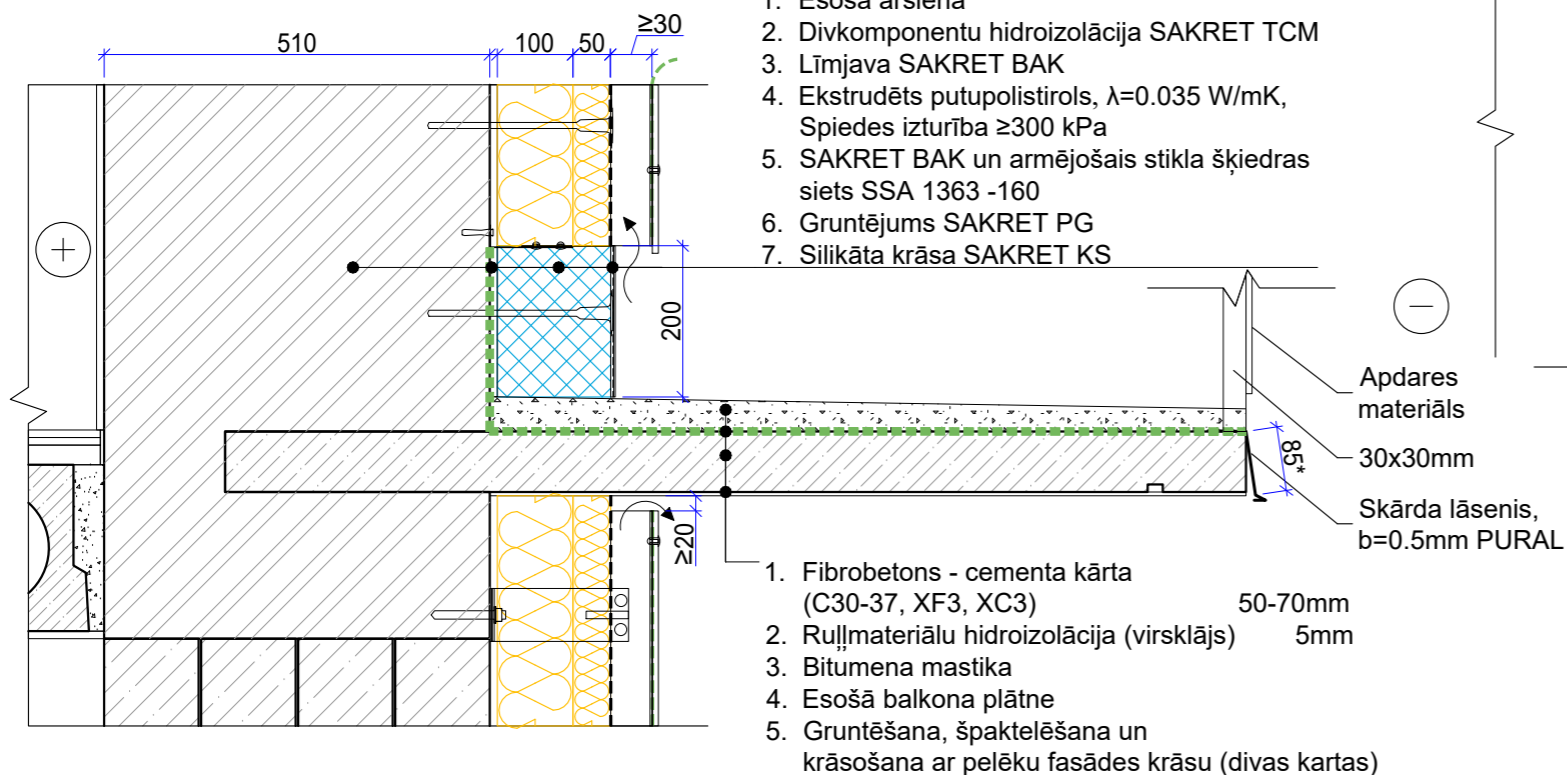 1. Esošā ārsiena
2. Divkomponentu hidroizolācija SAKRET TCM
3. Līmjava SAKRET BAK
4. Ekstrudēts putupolistirols, λ=0.035 W/mK,
Spiedes izturība ≥300 kPa
5. SAKRET BAK un armējošais stikla šķiedras
siets SSA 1363 -160
6. Gruntējums SAKRET PG
7. Silikāta krāsa SAKRET KS
510
100
50
≥30
+
200
−
Apdares
materiāls
30x30mm
85*
Skārda lāsenis,
b=0.5mm PURAL
≥20
1. Fibrobetons - cementa kārta
(C30-37, XF3, XC3) 50-70mm
2. Ruļļmateriālu hidroizolācija (virsklājs) 5mm
3. Bitumena mastika
4. Esošā balkona plātne
5. Gruntēšana, špaktelēšana un
krāsošana ar pelēku fasādes krāsu (divas kartas)